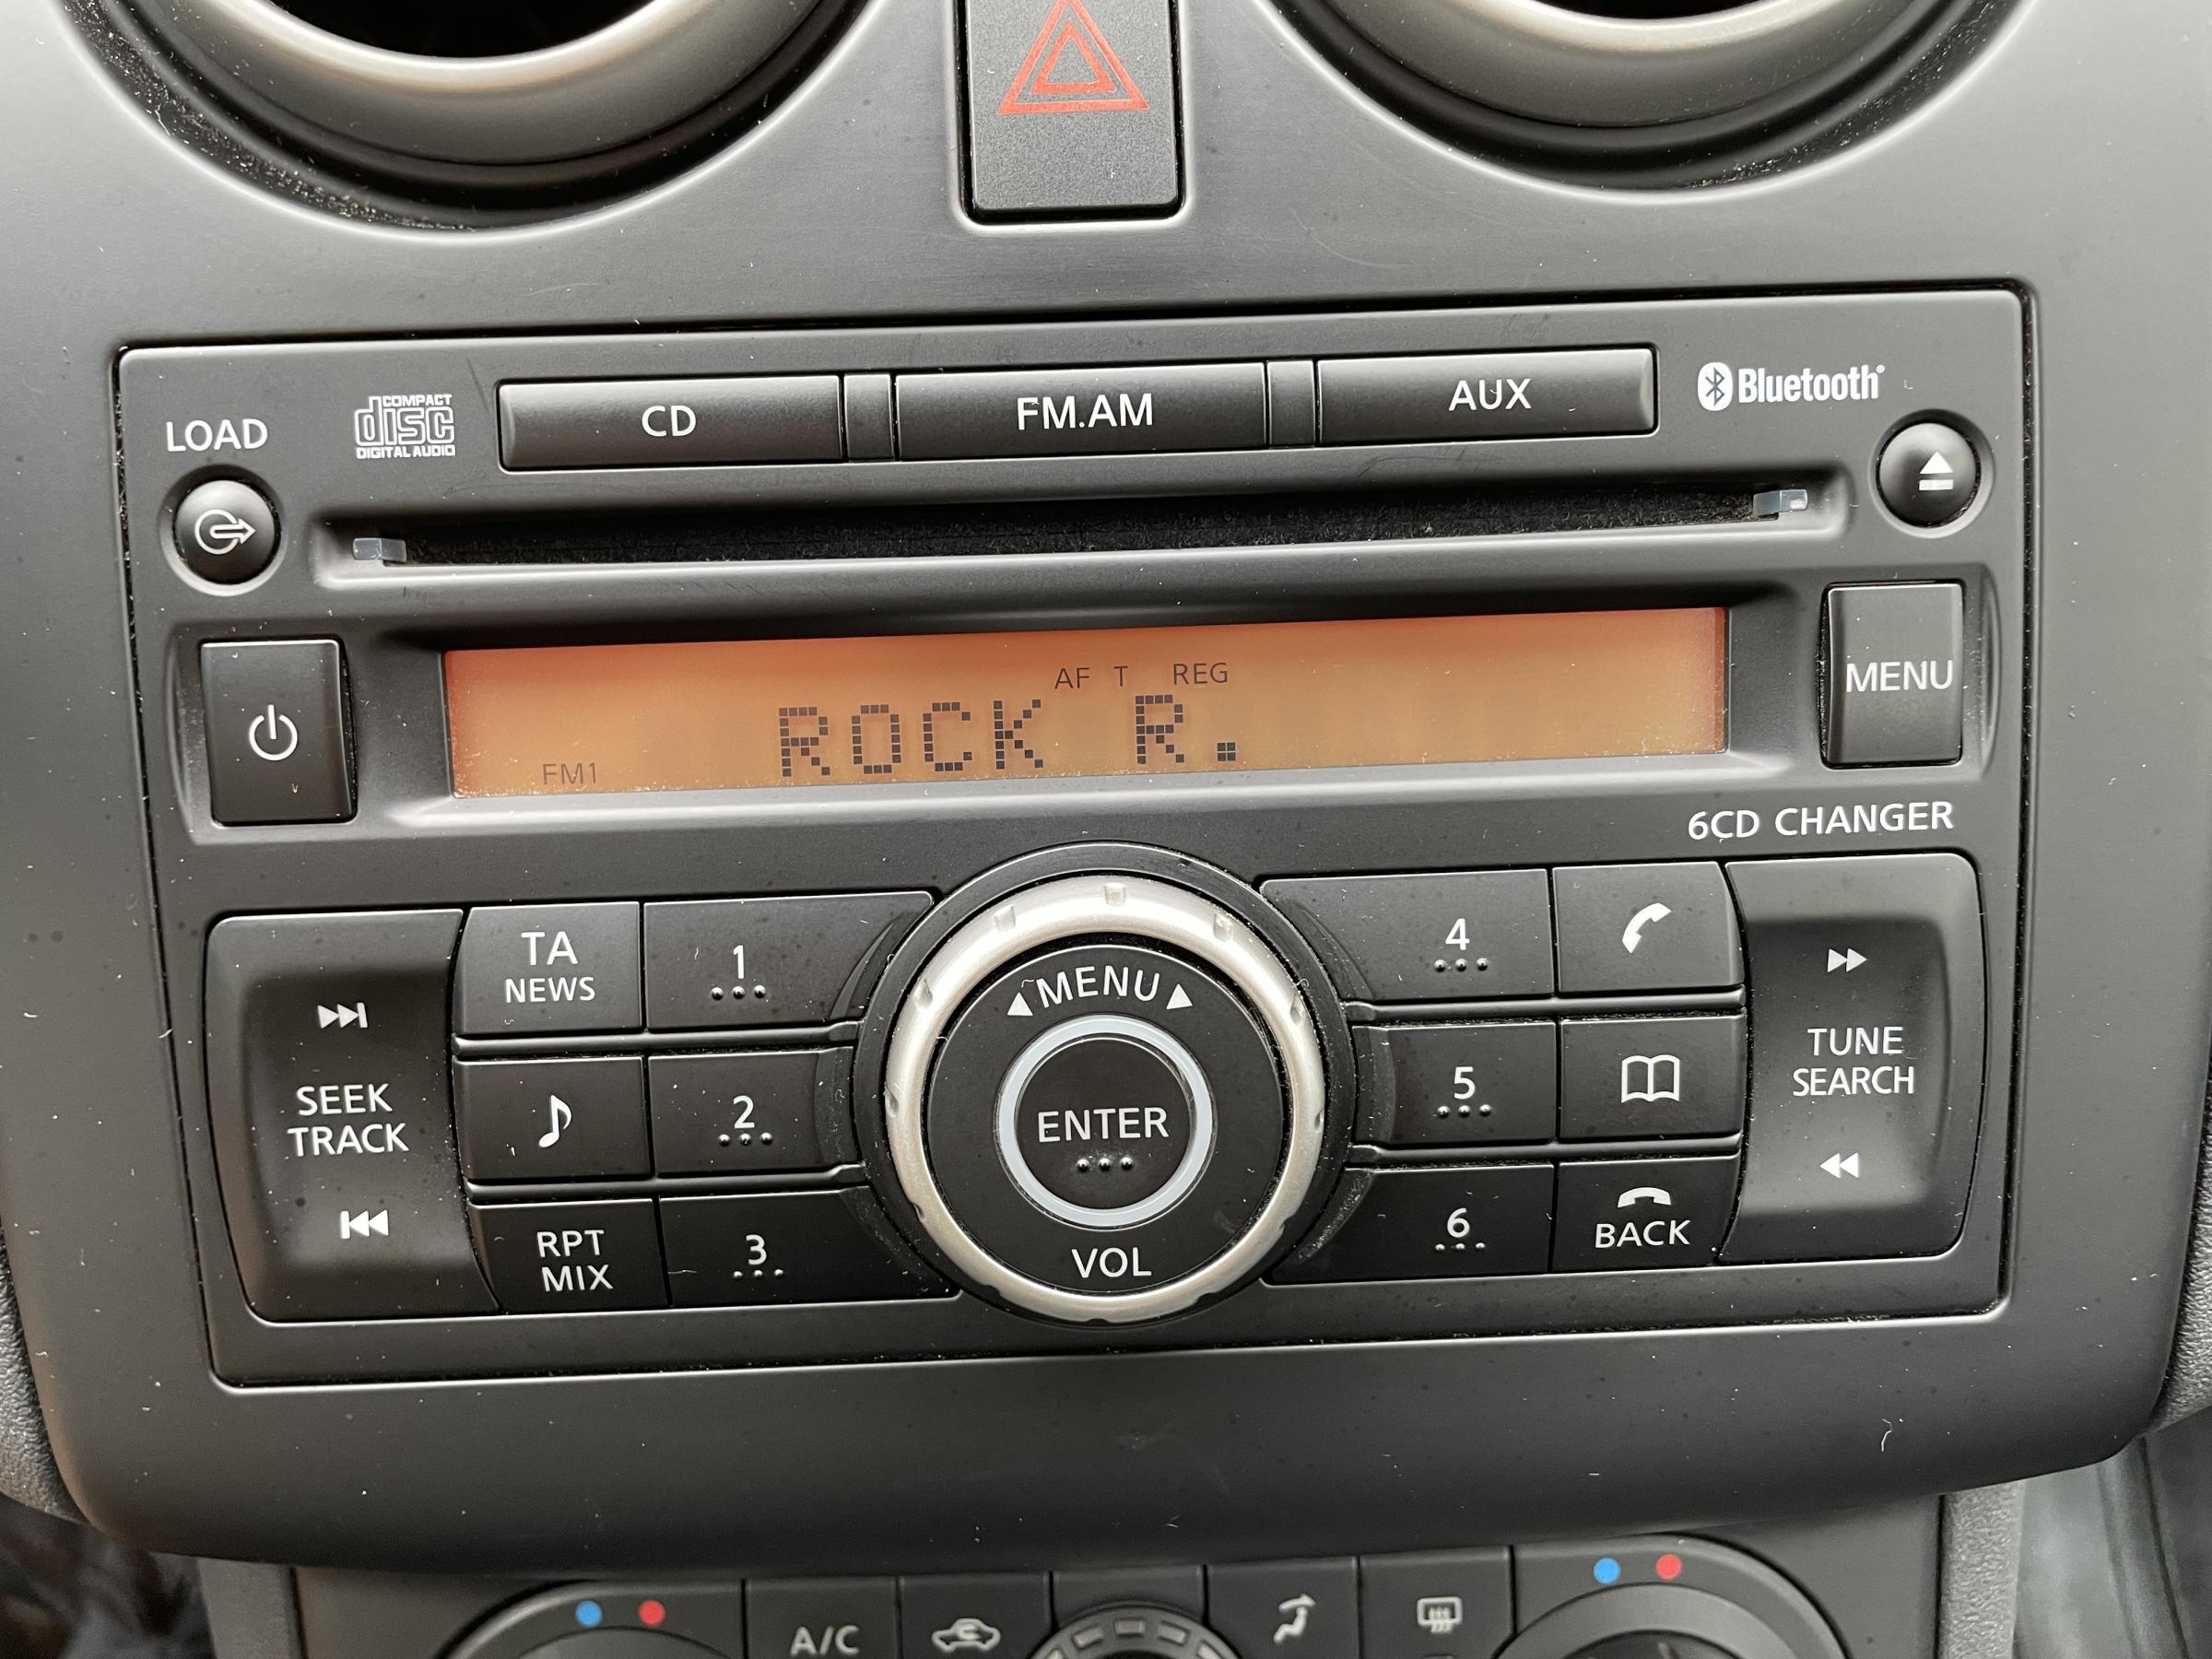 CD
FM.AM
AUX
Bluetooth
LOAD
COMPACT
disc
DIGITAL AUDIO
AF T REG
ROCK R.
FM1
MENU
6CD CHANGER
TA
NEWS
1
4
MENU
SEEK
TRACK
2
ENTER
5
TUNE
SEARCH
RPT
MIX
3
VOL
6
BACK
A/C